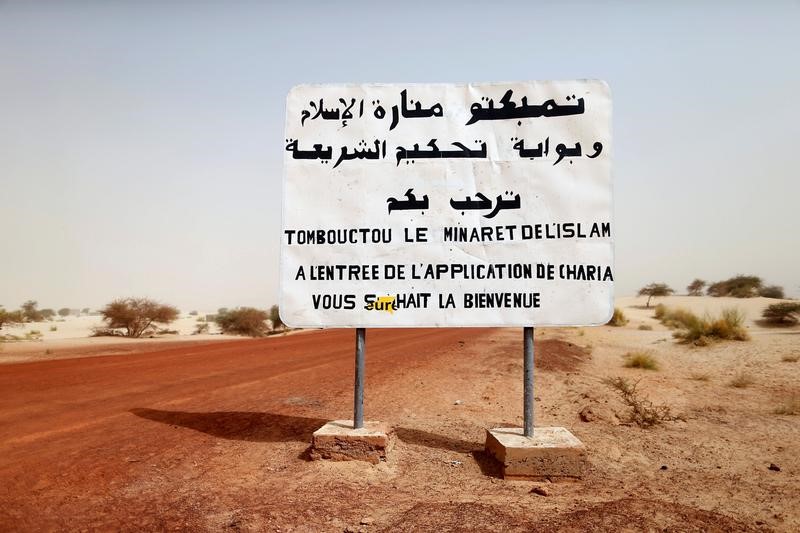 تمبكتو منارة الإسلام
وبوابة تحكيم الشريعة
ترحب بكم
TOMBOUCTOU LE MINARET DE L'ISLAM
A L'ENTREE DE L'APPLICATION DE CHARIA
VOUS HAIT LA BIENVENUE